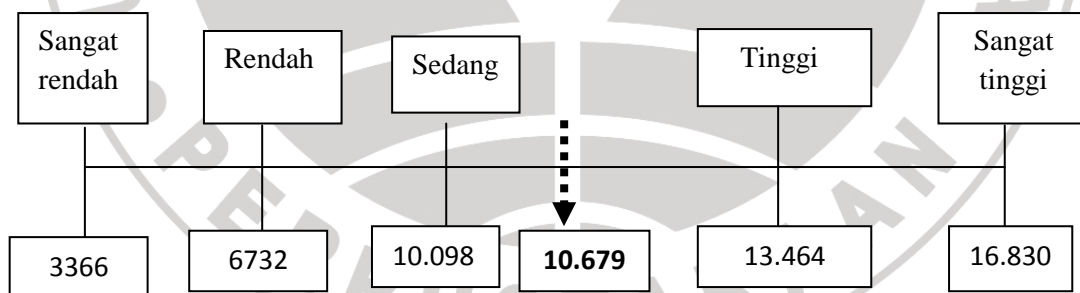 Sangat
rendah
Rendah
Sedang
Tinggi
Sangat
tinggi
3366
6732
10.098
10.679
13.464
16.830